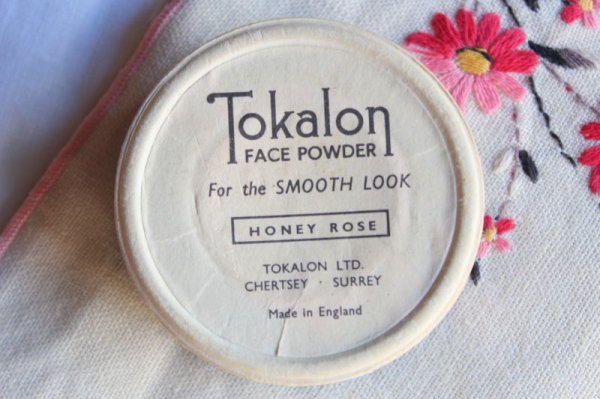 Tokalon
FACE POWDER
For the SMOOTH LOOK
HONEY ROSE
TOKALON LTD.
CHERTSEY · SURREY
Made in England